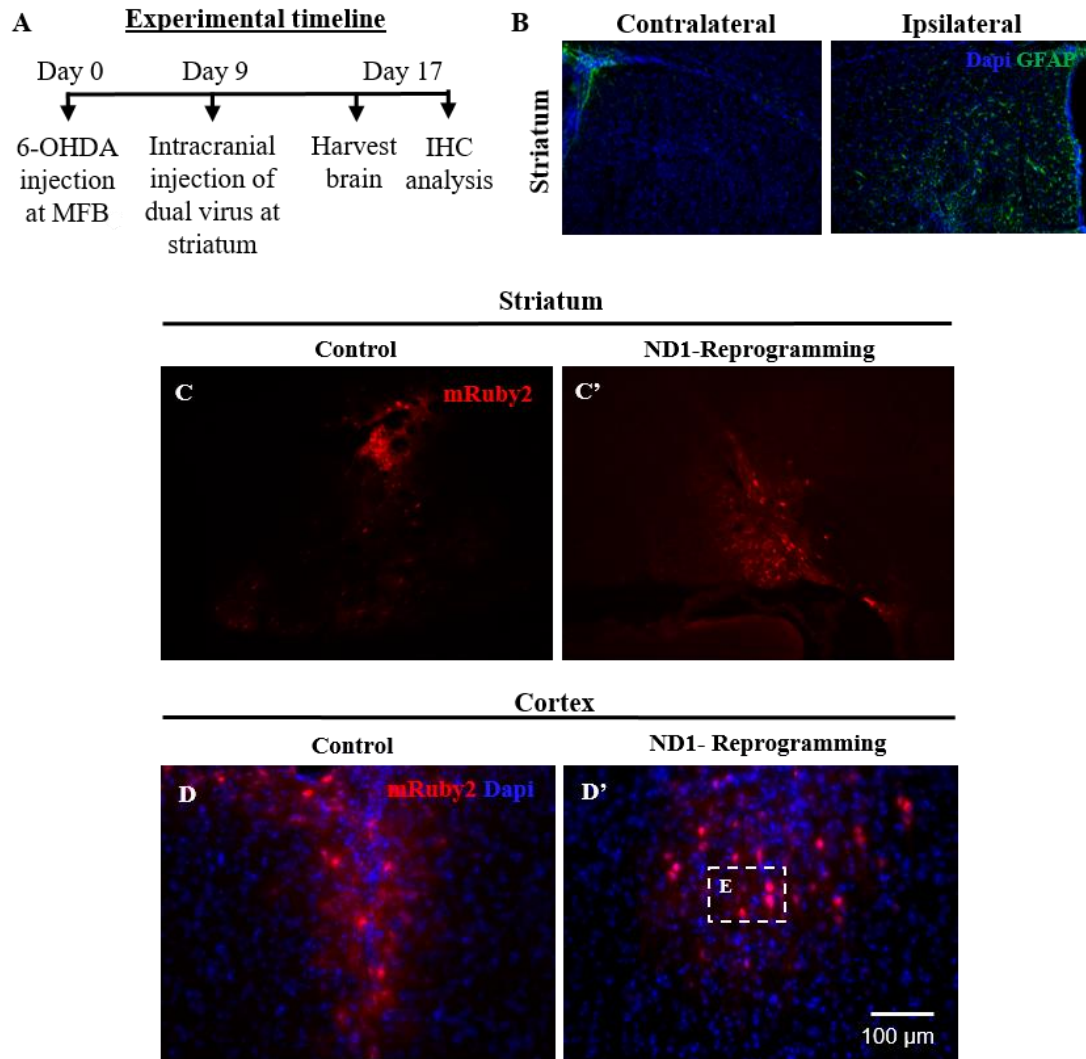 A
Experimental timeline
Day 0
Day 9
Day 17
6-OHDA
injection
at MFB
Intracranial
injection of
dual virus at
striatum
Harvest
brain
IHC
analysis
B
Contralateral
Ipsilateral
Striatum
Dapi GFAP
Striatum
Control
ND1-Reprogramming
C
mRuby2
C’
Cortex
Control
ND1- Reprogramming
D
mRuby2 Dapi
D’
E
100 µm